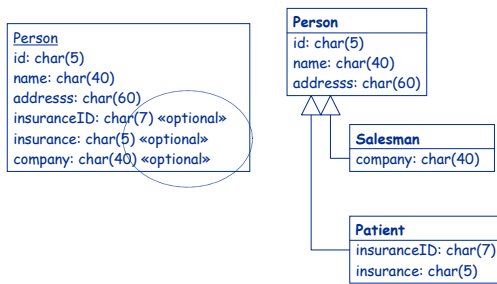 Person
id: char(5)
name: char(40)
addresss: char(60)
insuranceID: char(7) «optional»
insurance: char(5) «optional»
company: char(40) «optional»
Person
id: char(5)
name: char(40)
addresss: char(60)
Salesman
company: char(40)
Patient
insuranceID: char(7)
insurance: char(5)